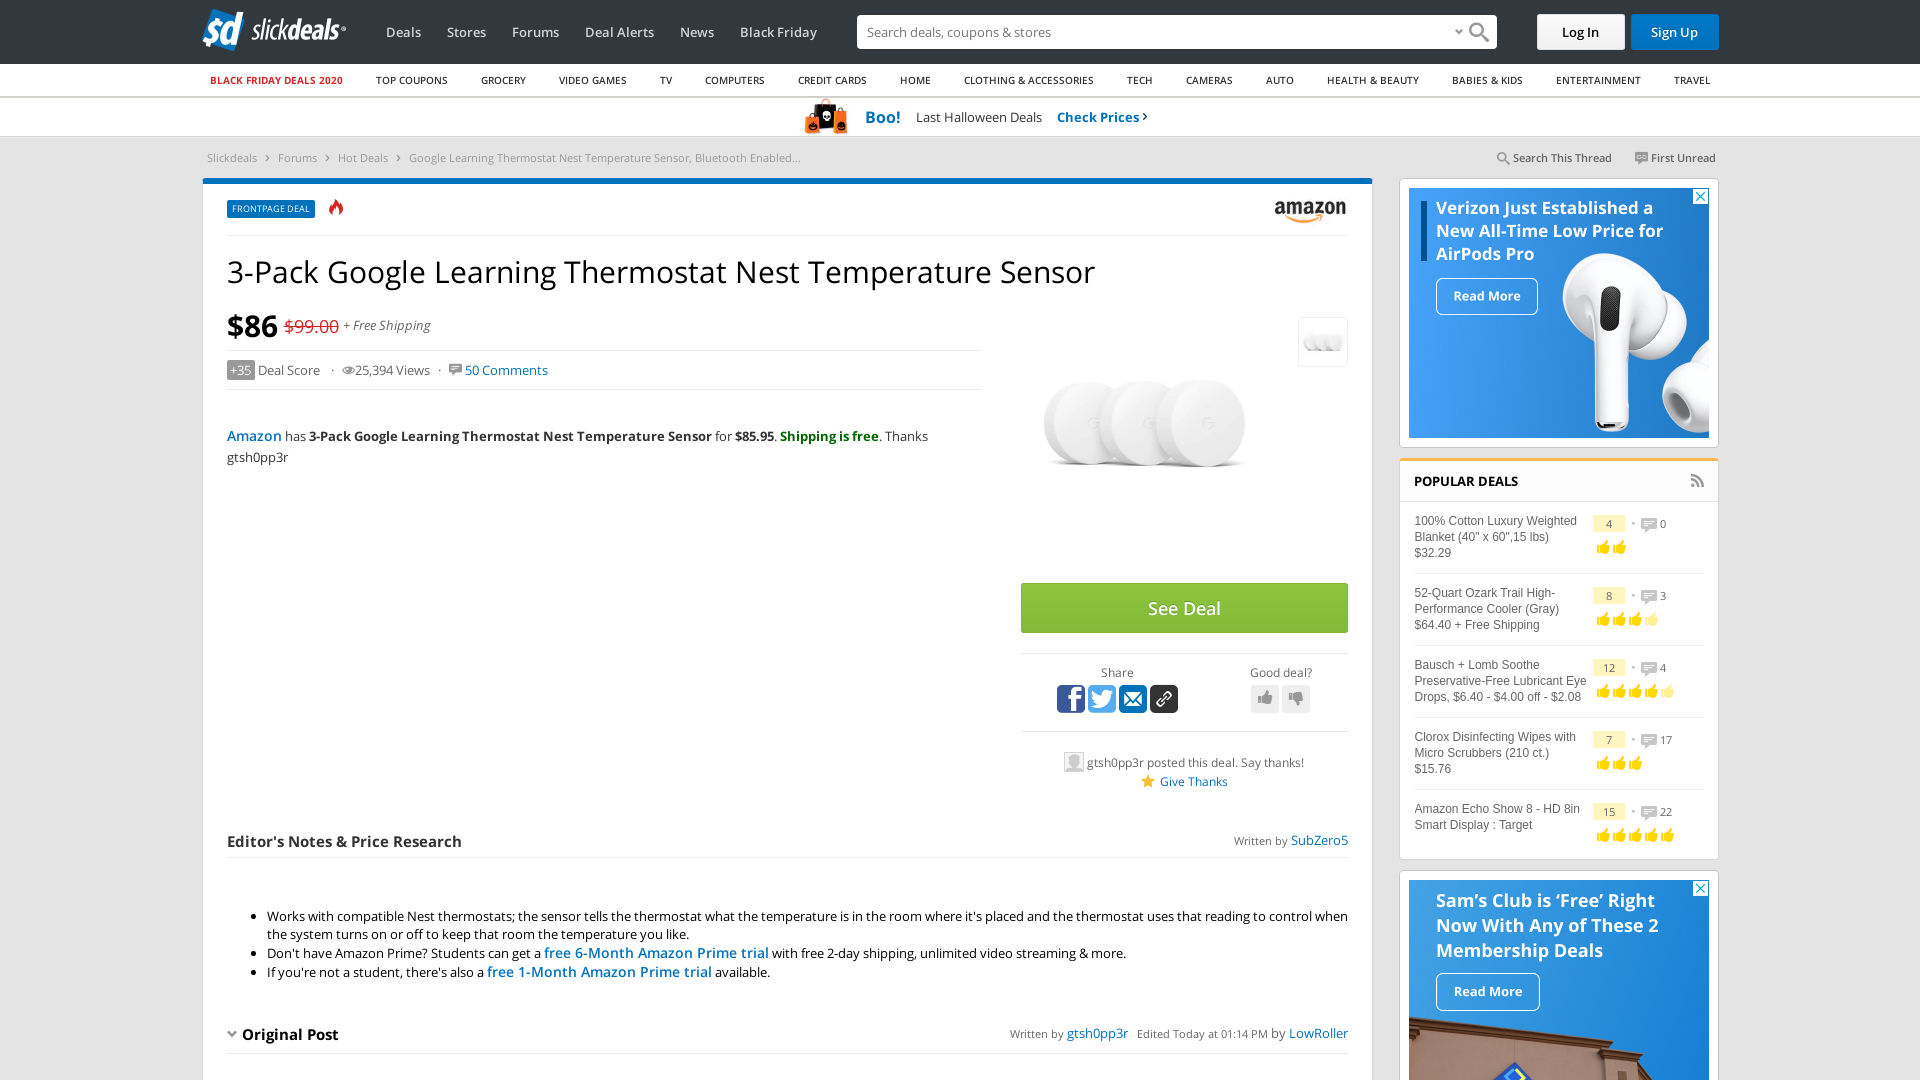 sd slickdeals
Deals Stores Forums Deal Alerts News Black Friday
Search deals, coupons & stores
Log In Sign Up
BLACK FRIDAY DEALS 2020 TOP COUPONS GROCERY VIDEO GAMES TV COMPUTERS CREDIT CARDS HOME CLOTHING & ACCESSORIES TECH CAMERAS AUTO HEALTH & BEAUTY BABIES & KIDS ENTERTAINMENT TRAVEL
Boo! Last Halloween Deals Check Prices
Slickdeals Forums Hot Deals Google Learning Thermostat Nest Temperature Sensor, Bluetooth Enabled...
Search This Thread First Unread
FRONTPAGE DEAL
amazon
3-Pack Google Learning Thermostat Nest Temperature Sensor
$86 $99.00 + Free Shipping
+35 Deal Score · 25,394 Views · 50 Comments
Amazon has 3-Pack Google Learning Thermostat Nest Temperature Sensor for $85.95. Shipping is free. Thanks
gtsh0pp3r
See Deal
Share
Good deal?
gtsh0pp3r posted this deal. Say thanks!
Give Thanks
Editor's Notes & Price Research
Written by SubZero5
• Works with compatible Nest thermostats; the sensor tells the thermostat what the temperature is in the room where it's placed and the thermostat uses that reading to control when
the system turns on or off to keep that room the temperature you like.
• Don't have Amazon Prime? Students can get a free 6-Month Amazon Prime trial with free 2-day shipping, unlimited video streaming & more.
• If you're not a student, there's also a free 1-Month Amazon Prime trial available.
Original Post
Written by gtsh0pp3r Edited Today at 01:14 PM by LowRoller
Verizon Just Established a
New All-Time Low Price for
AirPods Pro
Read More
POPULAR DEALS
100% Cotton Luxury Weighted
Blanket (40" x 60",15 lbs)
$32.29
4 • 0
52-Quart Ozark Trail High-
Performance Cooler (Gray)
$64.40 + Free Shipping
8 • 3
Bausch + Lomb Soothe
Preservative-Free Lubricant Eye
Drops, $6.40 - $4.00 off - $2.08
12 • 4
Clorox Disinfecting Wipes with
Micro Scrubbers (210 ct.)
$15.76
7 • 17
Amazon Echo Show 8 - HD 8in
Smart Display : Target
15 • 22
Sam's Club is ‘Free’ Right
Now With Any of These 2
Membership Deals
Read More